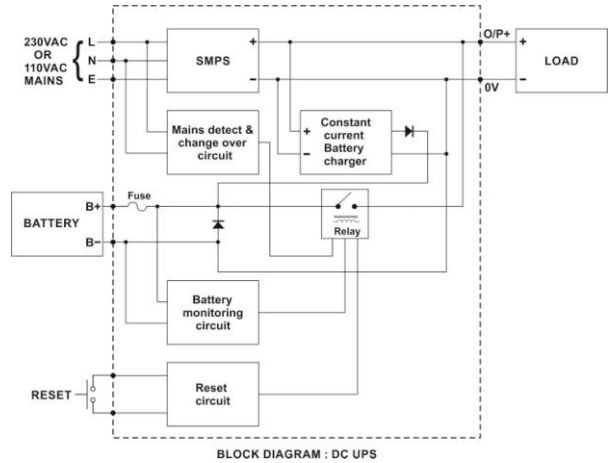 230VAC
OR
110VAC
MAINS
L
N
E
SMPS
+
−
O/P+
0V
+
−
LOAD
Mains detect &
change over
circuit
+
−
Constant
current
Battery
charger
BATTERY
B+
B−
Fuse
Relay
Battery
monitoring
circuit
RESET
Reset
circuit
BLOCK DIAGRAM : DC UPS